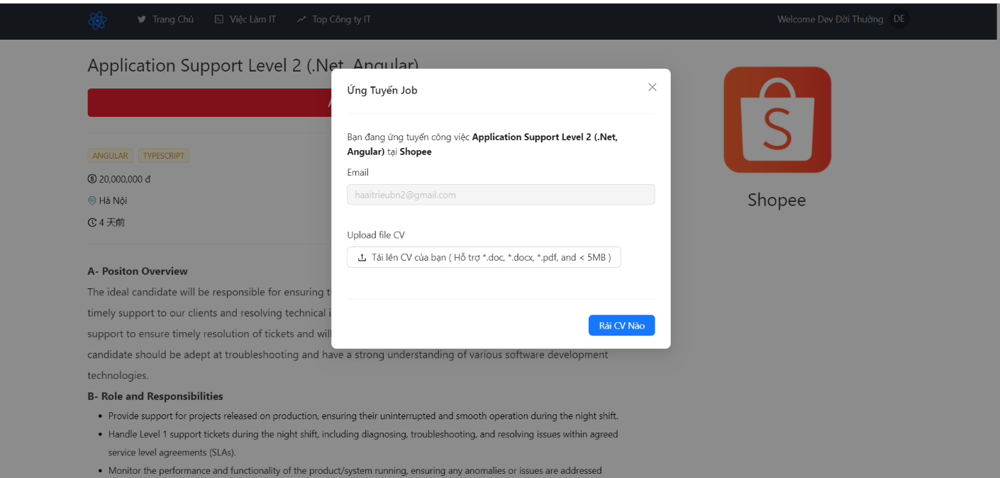 Trang Chủ
Việc Làm IT
Top Công ty IT
Welcome Dev Đời Thường
DE
Application Support Level 2 (.Net, Angular)
Ứng Tuyển Job
Bạn đang ứng tuyển công việc Application Support Level 2 (.Net,
Angular) tại Shopee
Email
haaitrieubn2@gmail.com
Upload file CV
Tải lên CV của bạn ( Hỗ trợ *.doc, *.docx, *.pdf, and < 5MB )
Rải CV Nào
ANGULAR
TYPESCRIPT
20,000,000 đ
Hà Nội
4 天前
S
Shopee
A- Positon Overview
The ideal candidate will be responsible for ensuring
timely support to our clients and resolving technical
support to ensure timely resolution of tickets and will
candidate should be adept at troubleshooting and have a strong understanding of various software development
technologies.
B- Role and Responsibilities
Provide support for projects released on production, ensuring their uninterrupted and smooth operation during the night shift.
Handle Level 1 support tickets during the night shift, including diagnosing, troubleshooting, and resolving issues within agreed
service level agreements (SLAs).
Monitor the performance and functionality of the product/system running, ensuring any anomalies or issues are addressed